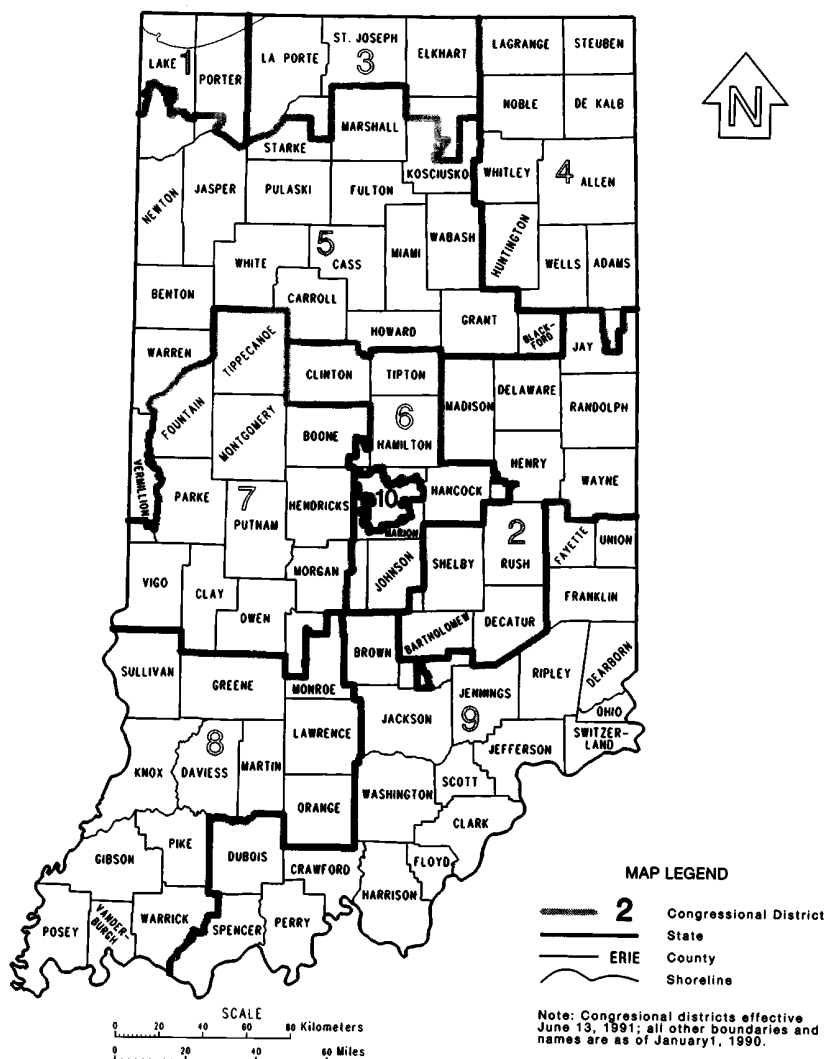 ST. JOSEPH
LAGRANGE STEUBEN
LA PORTE ELKHART
LAKE 1 3
PORTER
N
NOBLE DE KALB
MARSHALL
STARKE
KOSCIUSKO WHITLEY 4
ALLEN
NEWTON JASPER PULASKI FULTON
HUNTINGTON
WABASH
5
WHITE CASS MIAMI WELLS ADAMS
BENTON
CARROLL
GRANT
HOWARD BLACK-
FORD
WARREN JAY
TIPPECANOE
CLINTON TIPTON
DELAWARE
MADISON
FOUNTAIN RANDOLPH
MONTGOMERY 6
BOONE HAMILTON
HENRY
VERMILLION WAYNE
HANCOCK
PARKE 7 10
HENDRICKS
PUTNAM MARION 2
FAYETTE UNION
RUSH
JOHNSON SHELBY
MORGAN
VIGO CLAY FRANKLIN
OWEN
DECATUR
BARTHOLOMEW
BROWN
SULLIVAN RIPLEY DEARBORN
GREENE
MONROE JENNINGS
OHIO
JACKSON 9
LAWRENCE SWITZER-
LAND
8 JEFFERSON
KNOX DAVIESS MARTIN
SCOTT
WASHINGTON
ORANGE
CLARK
PIKE
DUBOIS
GIBSON CRAWFORD FLOYD
HARRISON
MAP LEGEND
POSEY VANDER-
BURGH WARRICK SPENCER PERRY
2 Congressional District
State
ERIE County
Shoreline
SCALE
0 20 40 60 80 Kilometers
0 20 40 60 Miles
Note: Congresional districts effective
June 13, 1991; all other boundaries and
names are as of January1, 1990.